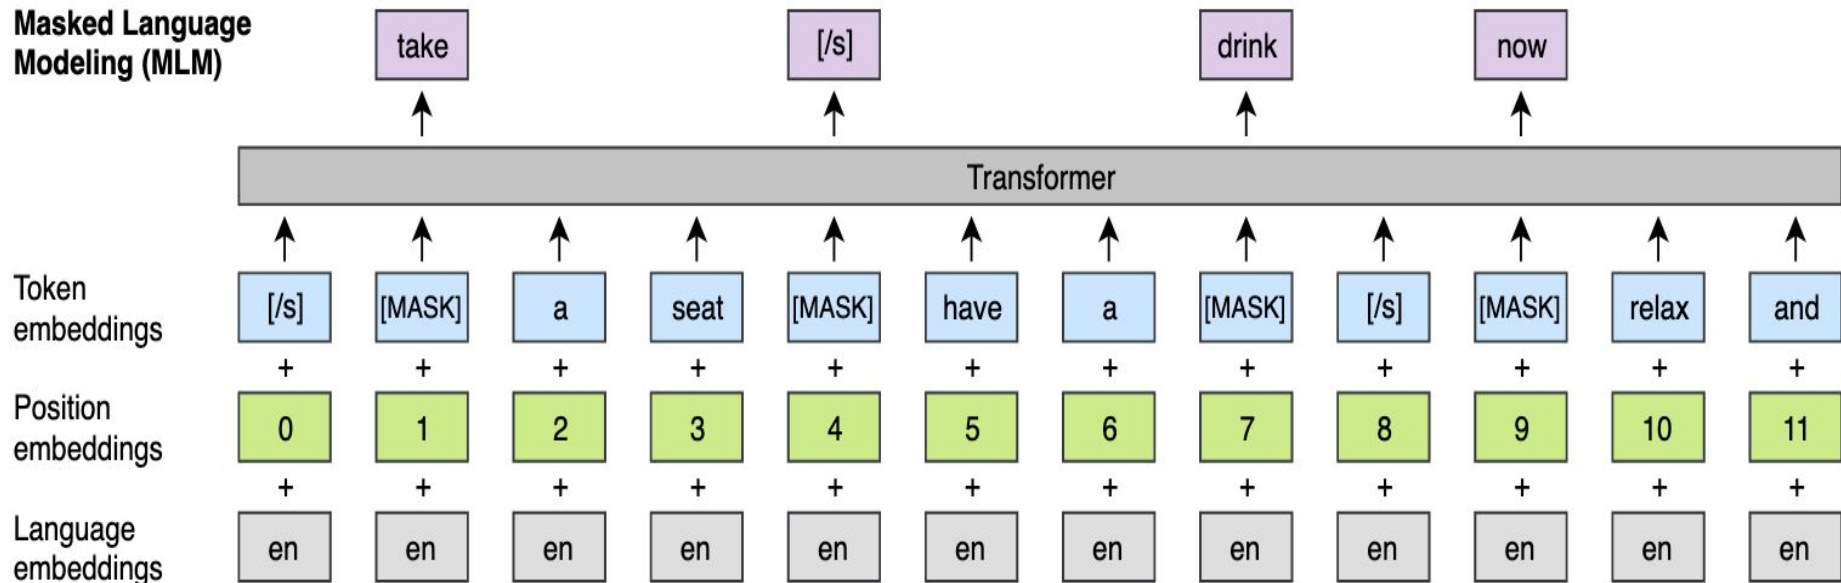 Masked Language
Modeling (MLM)
take [/s] drink now
Transformer
Token
embeddings
[/s] [MASK] a seat [MASK] have a [MASK] [/s] [MASK] relax and
+ + + + + + + + + + + +
Position
embeddings
0 1 2 3 4 5 6 7 8 9 10 11
+ + + + + + + + + + + +
Language
embeddings
en en en en en en en en en en en en